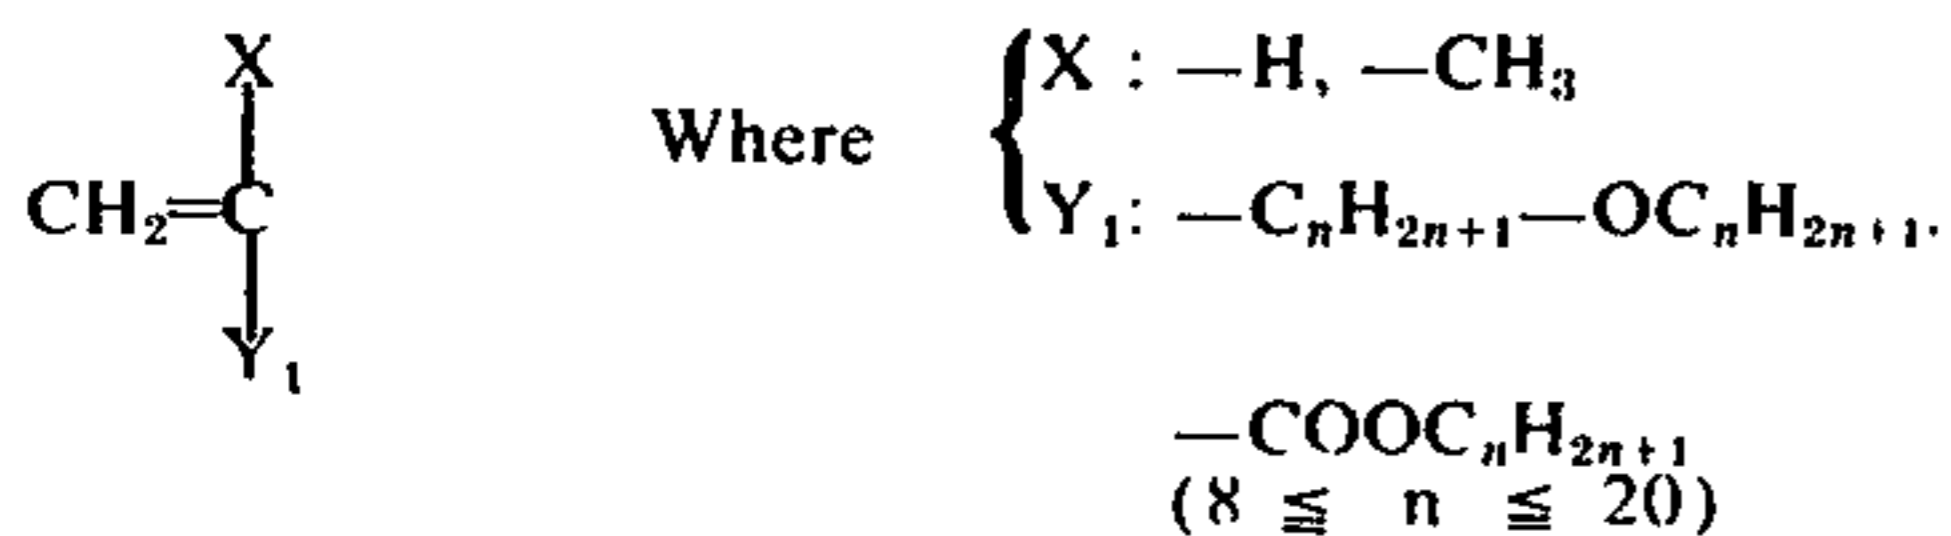 X
CH₂=C
Y₁
Where
X : —H, —CH₃
Y₁: —CₙH₂ₙ₊₁—OCₙH₂ₙ₊₁.
—COOCₙH₂ₙ₊₁
(8 ≦ n ≦ 20)